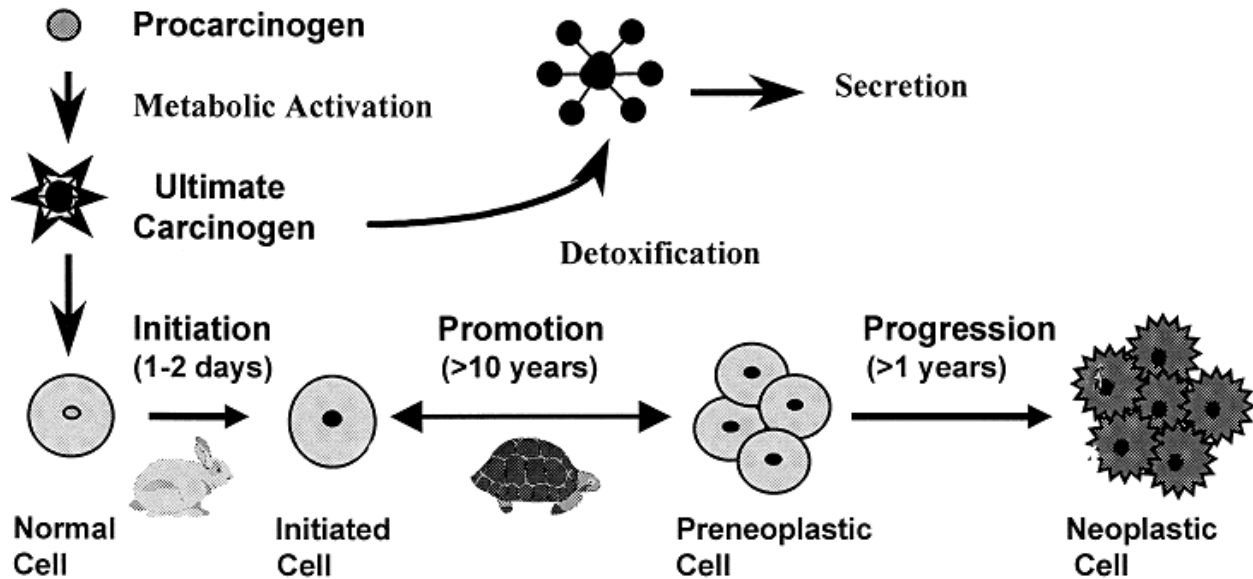 Procarcinogen
Metabolic Activation
Secretion
Ultimate
Carcinogen
Detoxification
Initiation
(1-2 days)
Promotion
(>10 years)
Progression
(>1 years)
Normal
Cell
Initiated
Cell
Preneoplastic
Cell
Neoplastic
Cell